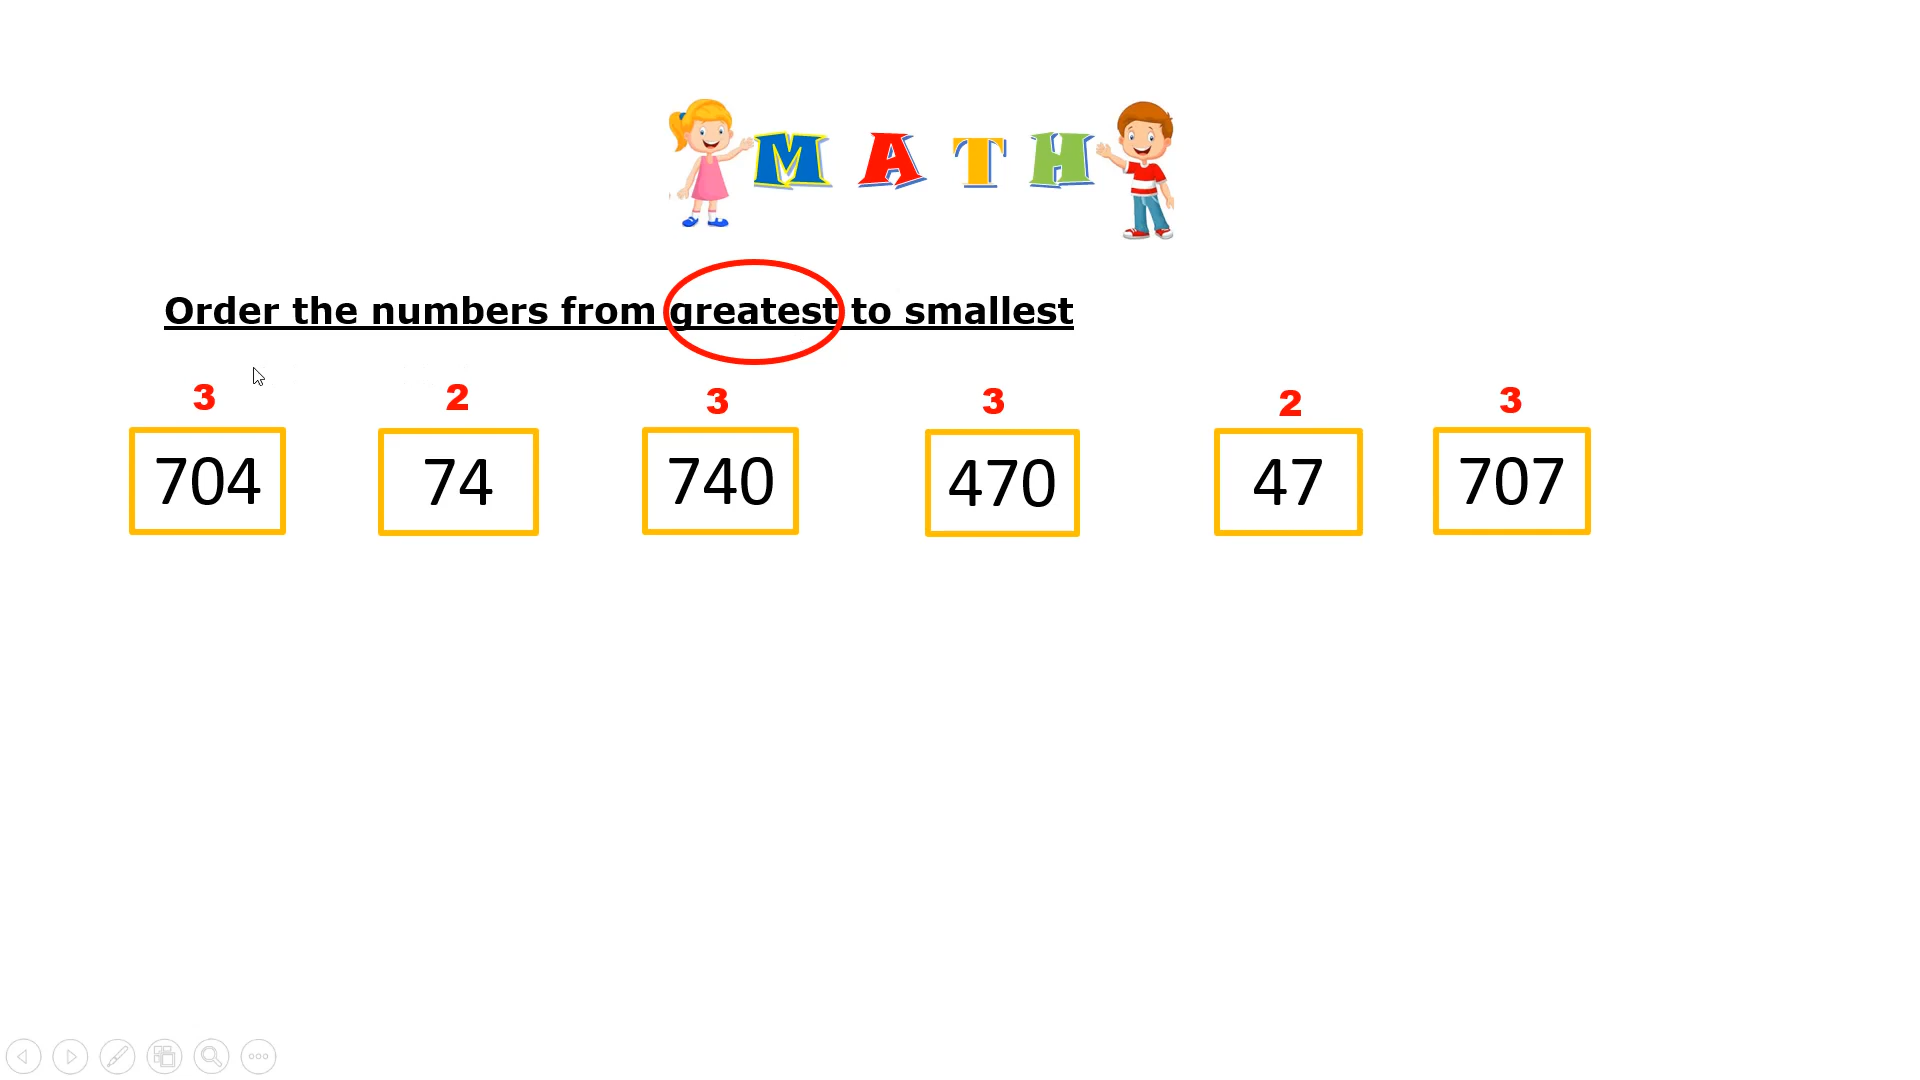 M A T H
Order the numbers from greatest to smallest
3 2 3 3 2 3
704 74 740 470 47 707